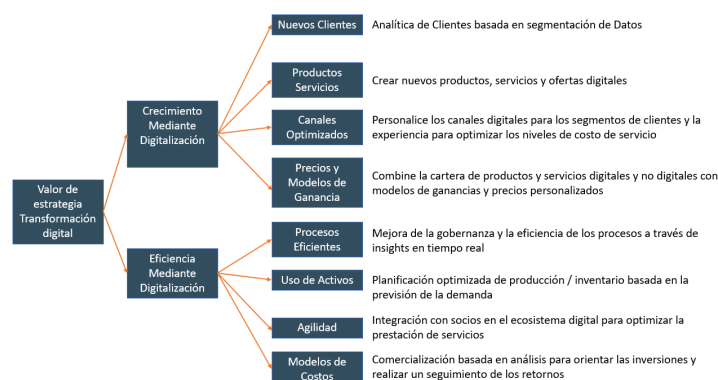 Nuevos Clientes
Analítica de Clientes basada en segmentación de Datos
Productos
Servicios
Crear nuevos productos, servicios y ofertas digitales
Crecimiento
Mediante
Digitalización
Canales
Optimizados
Personalice los canales digitales para los segmentos de clientes y la
experiencia para optimizar los niveles de costo de servicio
Precios y
Modelos de
Ganancia
Combine la cartera de productos y servicios digitales y no digitales con
modelos de ganancias y precios personalizados
Valor de
estrategia
Transformación
digital
Procesos
Eficientes
Mejora de la gobernanza y la eficiencia de los procesos a través de
insights en tiempo real
Eficiencia
Mediante
Digitalización
Uso de Activos
Planificación optimizada de producción / inventario basada en la
previsión de la demanda
Agilidad
Integración con socios en el ecosistema digital para optimizar la
prestación de servicios
Modelos de
Costos
Comercialización basada en análisis para orientar las inversiones y
realizar un seguimiento de los retornos